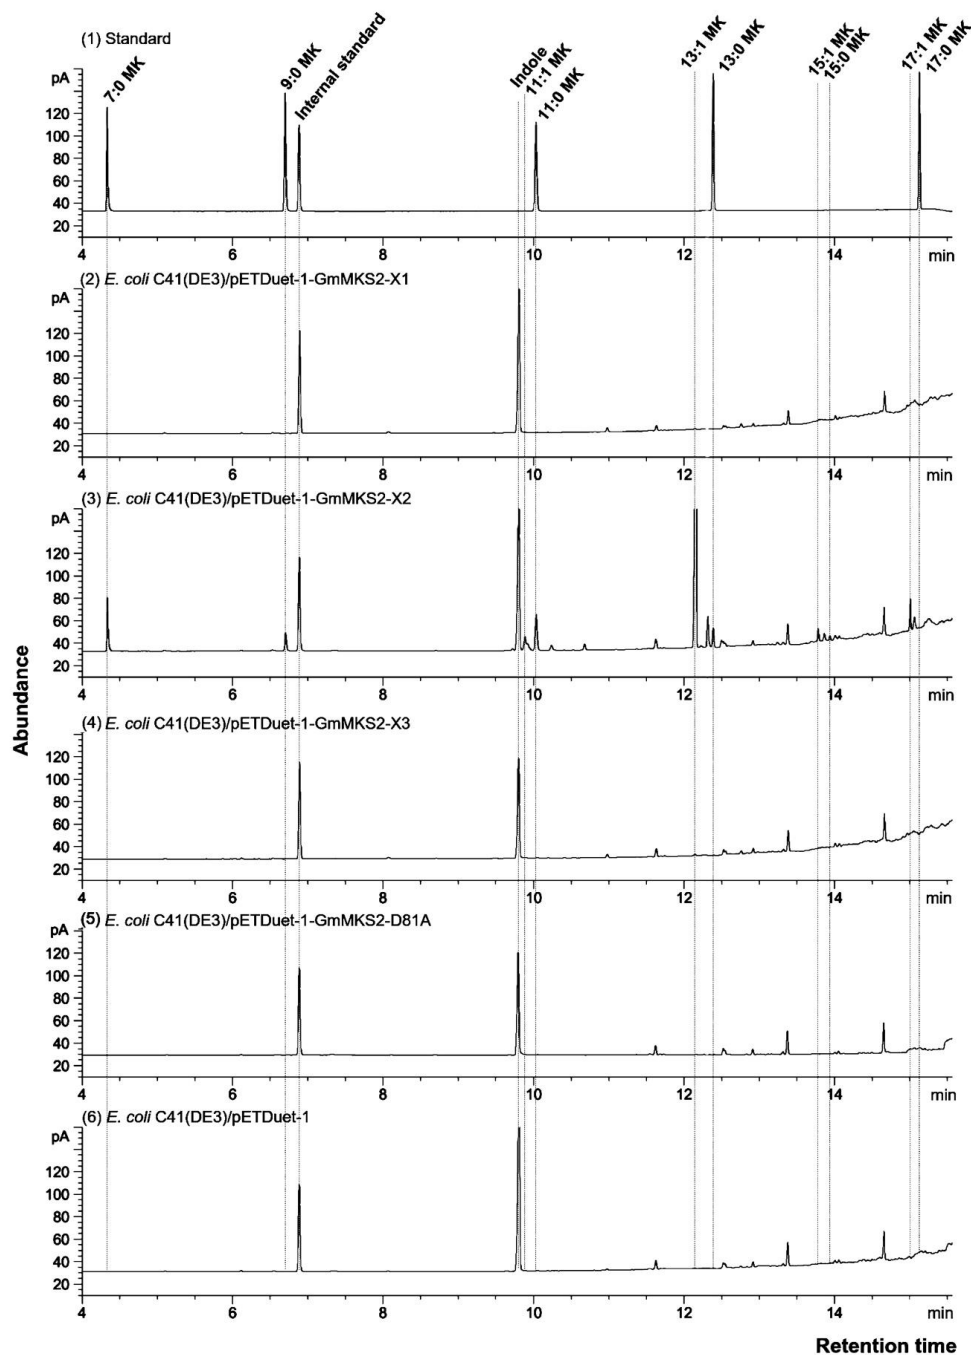 (1) Standard
7:0 MK
9:0 MK
Internal standard
Indole
11:1 MK
11:0 MK
13:1 MK
13:0 MK
15:1 MK
15:0 MK
17:1 MK
17:0 MK
pA
120
100
80
60
40
20
4 6 8 10 12 14 min
(2) E. coli C41(DE3)/pETDuet-1-GmMKS2-X1
pA
120
100
80
60
40
20
4 6 8 10 12 14 min
(3) E. coli C41(DE3)/pETDuet-1-GmMKS2-X2
pA
120
100
80
60
40
20
4 6 8 10 12 14 min
Abundance
(4) E. coli C41(DE3)/pETDuet-1-GmMKS2-X3
pA
120
100
80
60
40
20
4 6 8 10 12 14 min
(5) E. coli C41(DE3)/pETDuet-1-GmMKS2-D81A
pA
120
100
80
60
40
20
4 6 8 10 12 14 min
(6) E. coli C41(DE3)/pETDuet-1
pA
120
100
80
60
40
20
4 6 8 10 12 14 min
Retention time